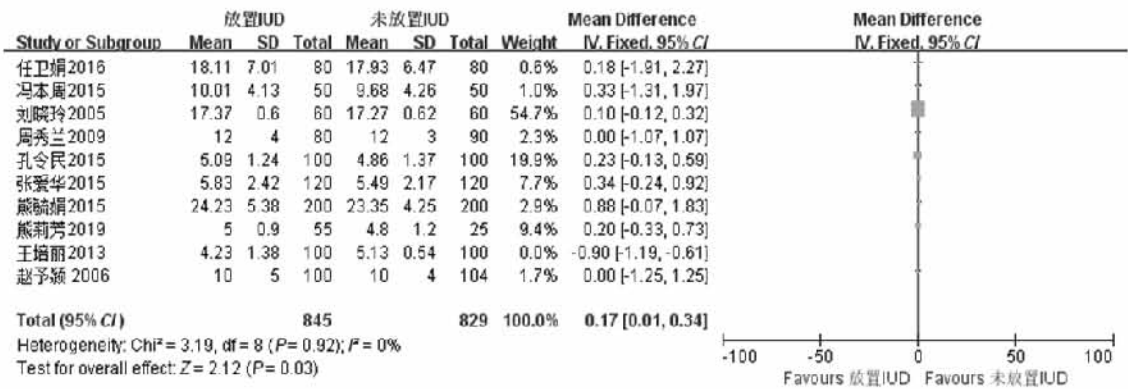 放置IUD 未放置IUD Mean Difference Mean Difference
Study or Subgroup Mean SD Total Mean SD Total Weight IV, Fixed, 95% CI IV, Fixed, 95% CI
任卫娟2016 18.11 7.01 80 17.93 6.47 80 0.6% 0.18 [-1.91, 2.27]
冯本周2015 10.01 4.13 50 9.68 4.26 50 1.0% 0.33 [-1.31, 1.97]
刘晓玲2005 17.37 0.6 60 17.27 0.62 60 54.7% 0.10 [-0.12, 0.32]
周秀兰2009 12 4 80 12 3 90 2.3% 0.00 [-1.07, 1.07]
孔令民2015 5.09 1.24 100 4.86 1.37 100 19.9% 0.23 [-0.13, 0.59]
张爱华2015 5.83 2.42 120 5.49 2.17 120 7.7% 0.34 [-0.24, 0.92]
熊毓娟2015 24.23 5.38 200 23.35 4.25 200 2.9% 0.88 [-0.07, 1.83]
熊莉芳2019 5 0.9 55 4.8 1.2 25 9.4% 0.20 [-0.33, 0.73]
王培丽2013 4.23 1.38 100 5.13 0.54 100 0.0% -0.90 [-1.19, -0.61]
赵予颍 2006 10 5 100 10 4 104 1.7% 0.00 [-1.25, 1.25]
Total (95% CI) 845 829 100.0% 0.17 [0.01, 0.34]
Heterogeneity: Chi² = 3.19, df = 8 (P = 0.92); I² = 0%
Test for overall effect: Z = 2.12 (P = 0.03)
-100 -50 0 50 100
Favours 放置IUD Favours 未放置IUD